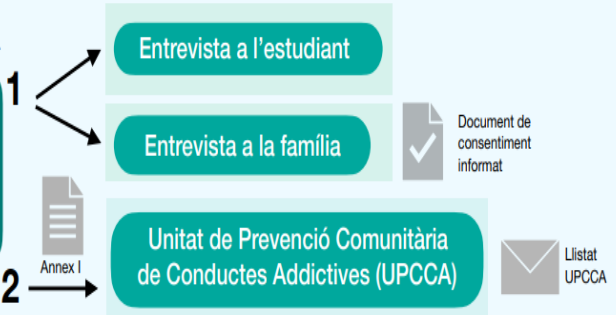 1
Entrevista a l’estudiant
Entrevista a la família
Document de
consentiment
informat
2
Annex I
Unitat de Prevenció Comunitària
de Conductes Addictives (UPCCA)
Llistat
UPCCA